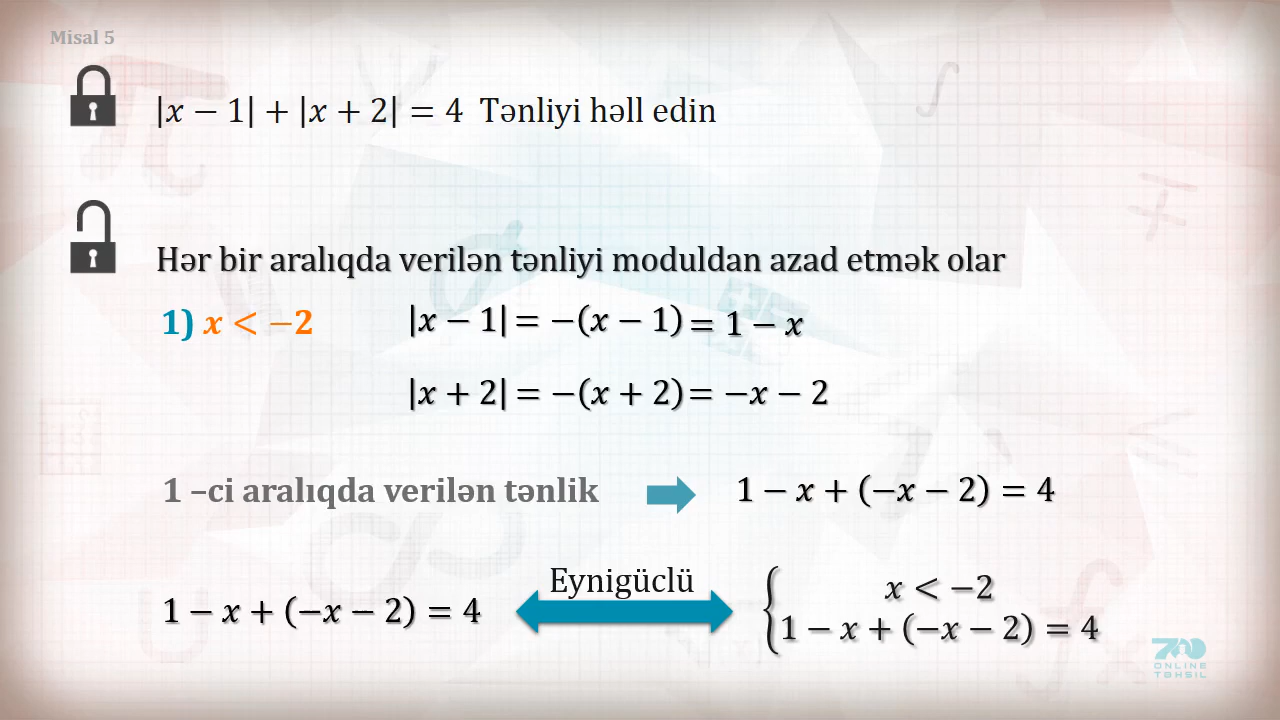 Misal 5
|x − 1| + |x + 2| = 4 Tənliyi həll edin
Hər bir aralıqda verilən tənliyi moduldan azad etmək olar
1) x < −2
|x − 1| = −(x − 1) = 1 − x
|x + 2| = −(x + 2) = −x − 2
1 –ci aralıqda verilən tənlik
1 − x + (−x − 2) = 4
1 − x + (−x − 2) = 4
Eynigüclü
x < −2
1 − x + (−x − 2) = 4
ONLINE
TƏHSİL